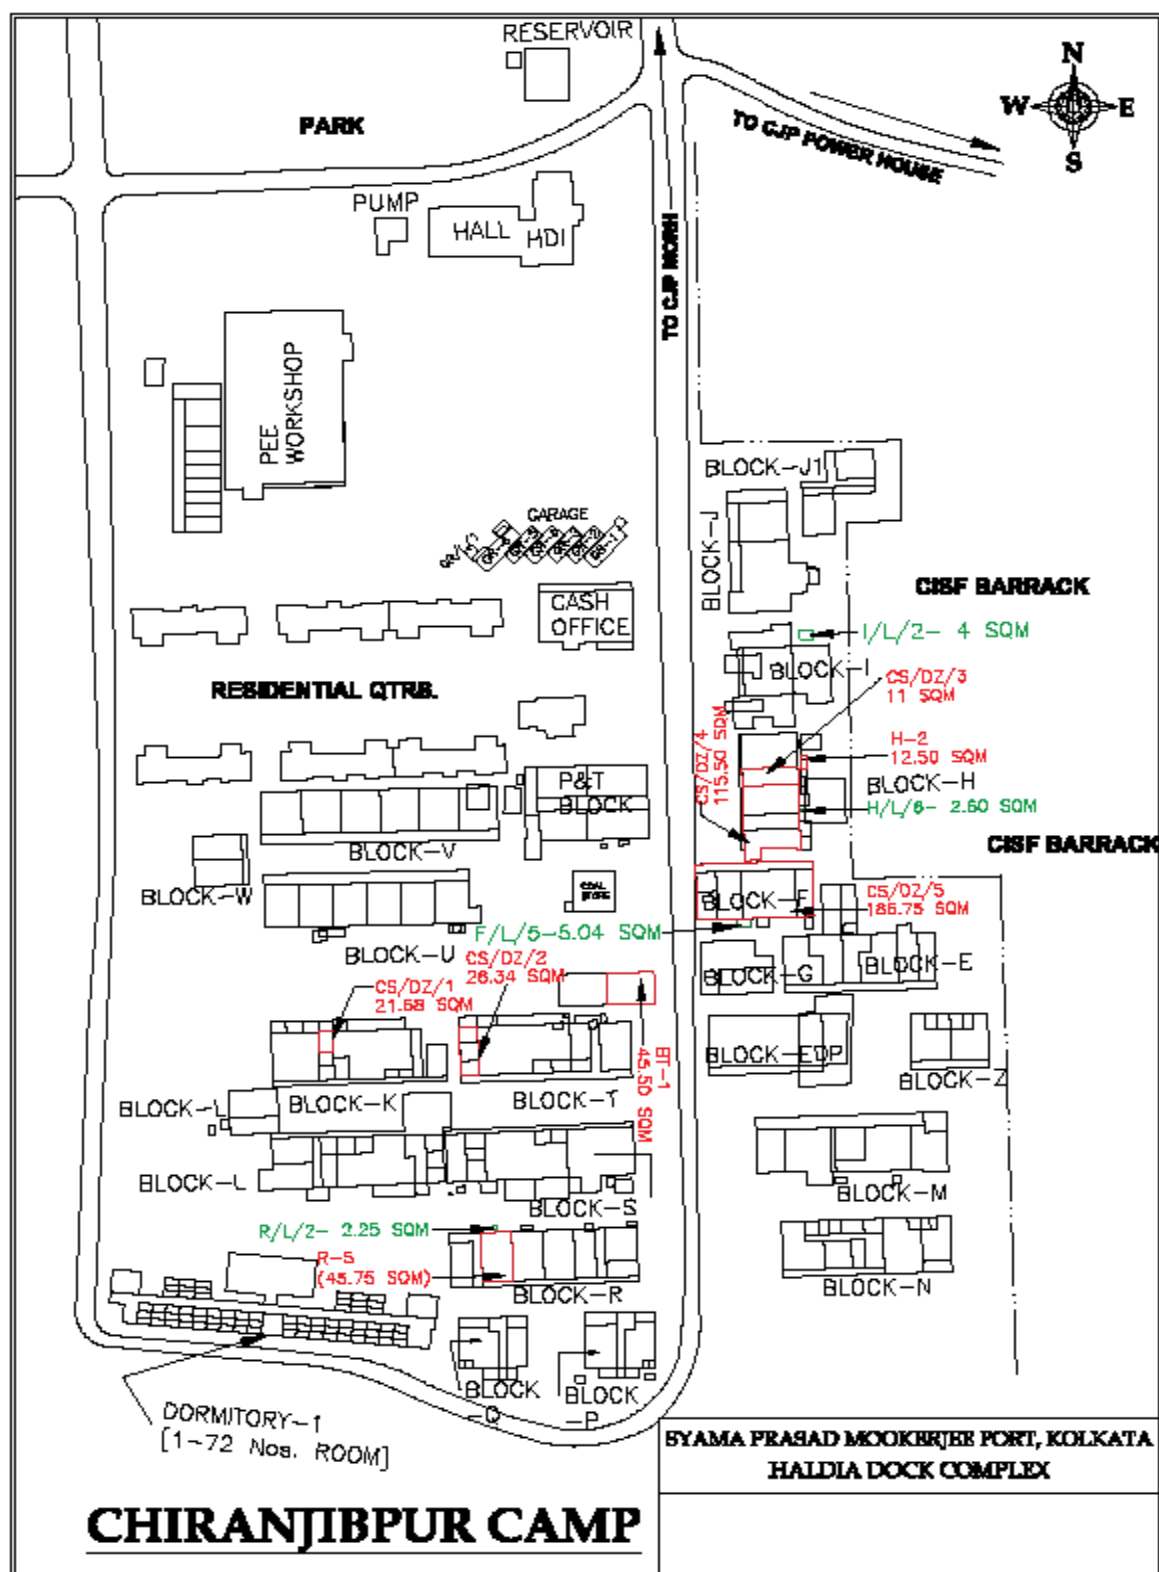 RESERVOIR
N
W E
S
PARK
TO CJP POWER HOUSE
PUMP
HALL HDI
TO CJP MORH
PEE
WORKSHOP
BLOCK-J1
GARAGE
BLOCK-J
CISF BARRACK
CASH
OFFICE
I/L/2- 4 SQM
BLOCK-I
CS/DZ/3
11 SQM
RESIDENTIAL QTRS.
CS/DZ/4
115.50 SQM
H-2
12.50 SQM
P&T
BLOCK
BLOCK-H
H/L/6- 2.60 SQM
BLOCK-V
CISF BARRACK
BLOCK-W
BLOCK-F
CS/DZ/5
186.75 SQM
F/L/5-5.04 SQM
BLOCK-U
CS/DZ/2
26.34 SQM
BLOCK-G
BLOCK-E
CS/DZ/1
21.68 SQM
BT-1
45.50 SQM
BLOCK-EDP
BLOCK-Z
BLOCK-L
BLOCK-K
BLOCK-T
BLOCK-L
BLOCK-M
BLOCK-S
R/L/2- 2.25 SQM
R-5
(45.75 SQM)
BLOCK-R
BLOCK-N
BLOCK
BLOCK
-P
DORMITORY-1
[1-72 Nos. ROOM]
SYAMA PRASAD MOOKERJEE PORT, KOLKATA
HALDIA DOCK COMPLEX
CHIRANJIBPUR CAMP